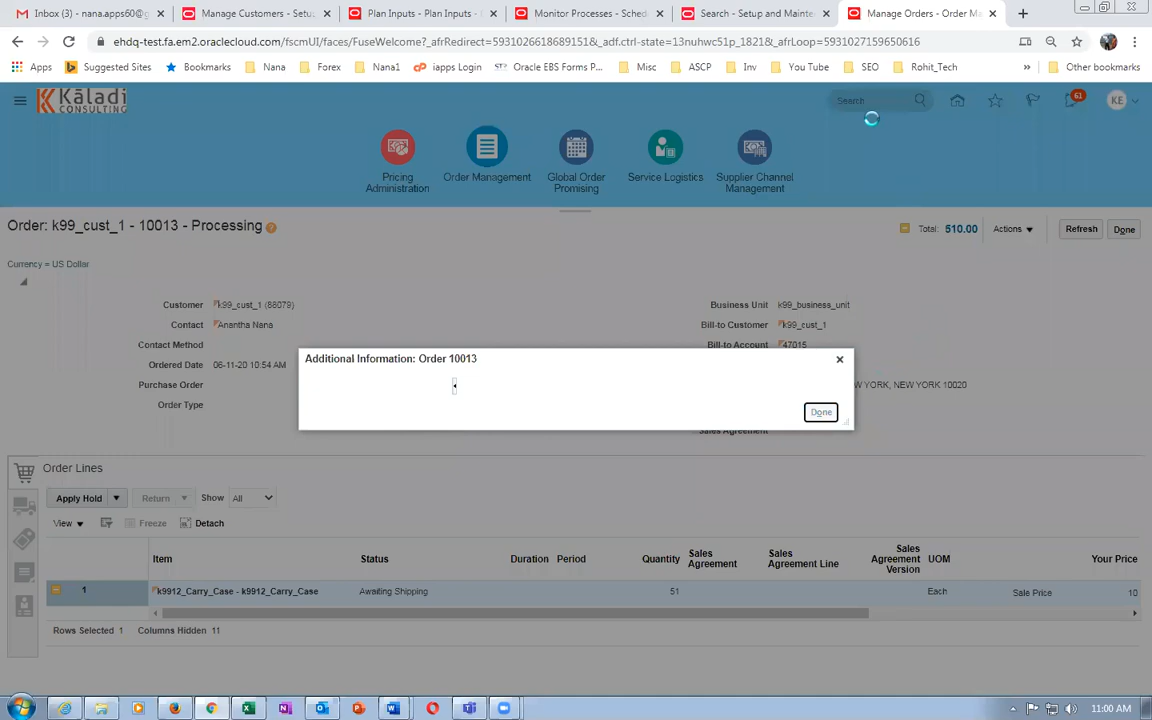 Inbox (3) - nana.apps60@g
Manage Customers - Setu
Plan Inputs - Plan Inputs -
Monitor Processes - Sched
Search - Setup and Mainte
Manage Orders - Order Ma
ehdq-test.fa.em2.oraclecloud.com/fscmUI/faces/FuseWelcome?_afrRedirect=5931026618689151&_adf.ctrl-state=13nuhwc51p_1821&_afrLoop=5931027159650616
Apps
Suggested Sites
Bookmarks
Nana
Forex
Nana1
iapps Login
Oracle EBS Forms P...
Misc
ASCP
Inv
You Tube
SEO
Rohit_Tech
»
Other bookmarks
Kaladi
CONSULTING
Search
61
KE
Pricing
Administration
Order Management
Global Order
Promising
Service Logistics
Supplier Channel
Management
Order: k99_cust_1 - 10013 - Processing
Total: 510.00
Actions
Refresh
Done
Currency = US Dollar
Customer k99_cust_1 (88079)
Business Unit k99_business_unit
Contact Anantha Nana
Bill-to Customer k99_cust_1
Contact Method
Bill-to Account 47015
Additional Information: Order 10013
Ordered Date 06-11-20 10:54 AM
Purchase Order
W YORK, NEW YORK 10020
Order Type
Done
Sales Agreement
Order Lines
Apply Hold
Return
Show
All
View
Freeze
Detach
Item
Status
Duration
Period
Quantity
Sales
Agreement
Sales
Agreement Line
Sales
Agreement
Version
UOM
Your Price
1
k9912_Carry_Case - k9912_Carry_Case
Awaiting Shipping
51
Each
Sale Price
10
Rows Selected 1
Columns Hidden 11
11:00 AM